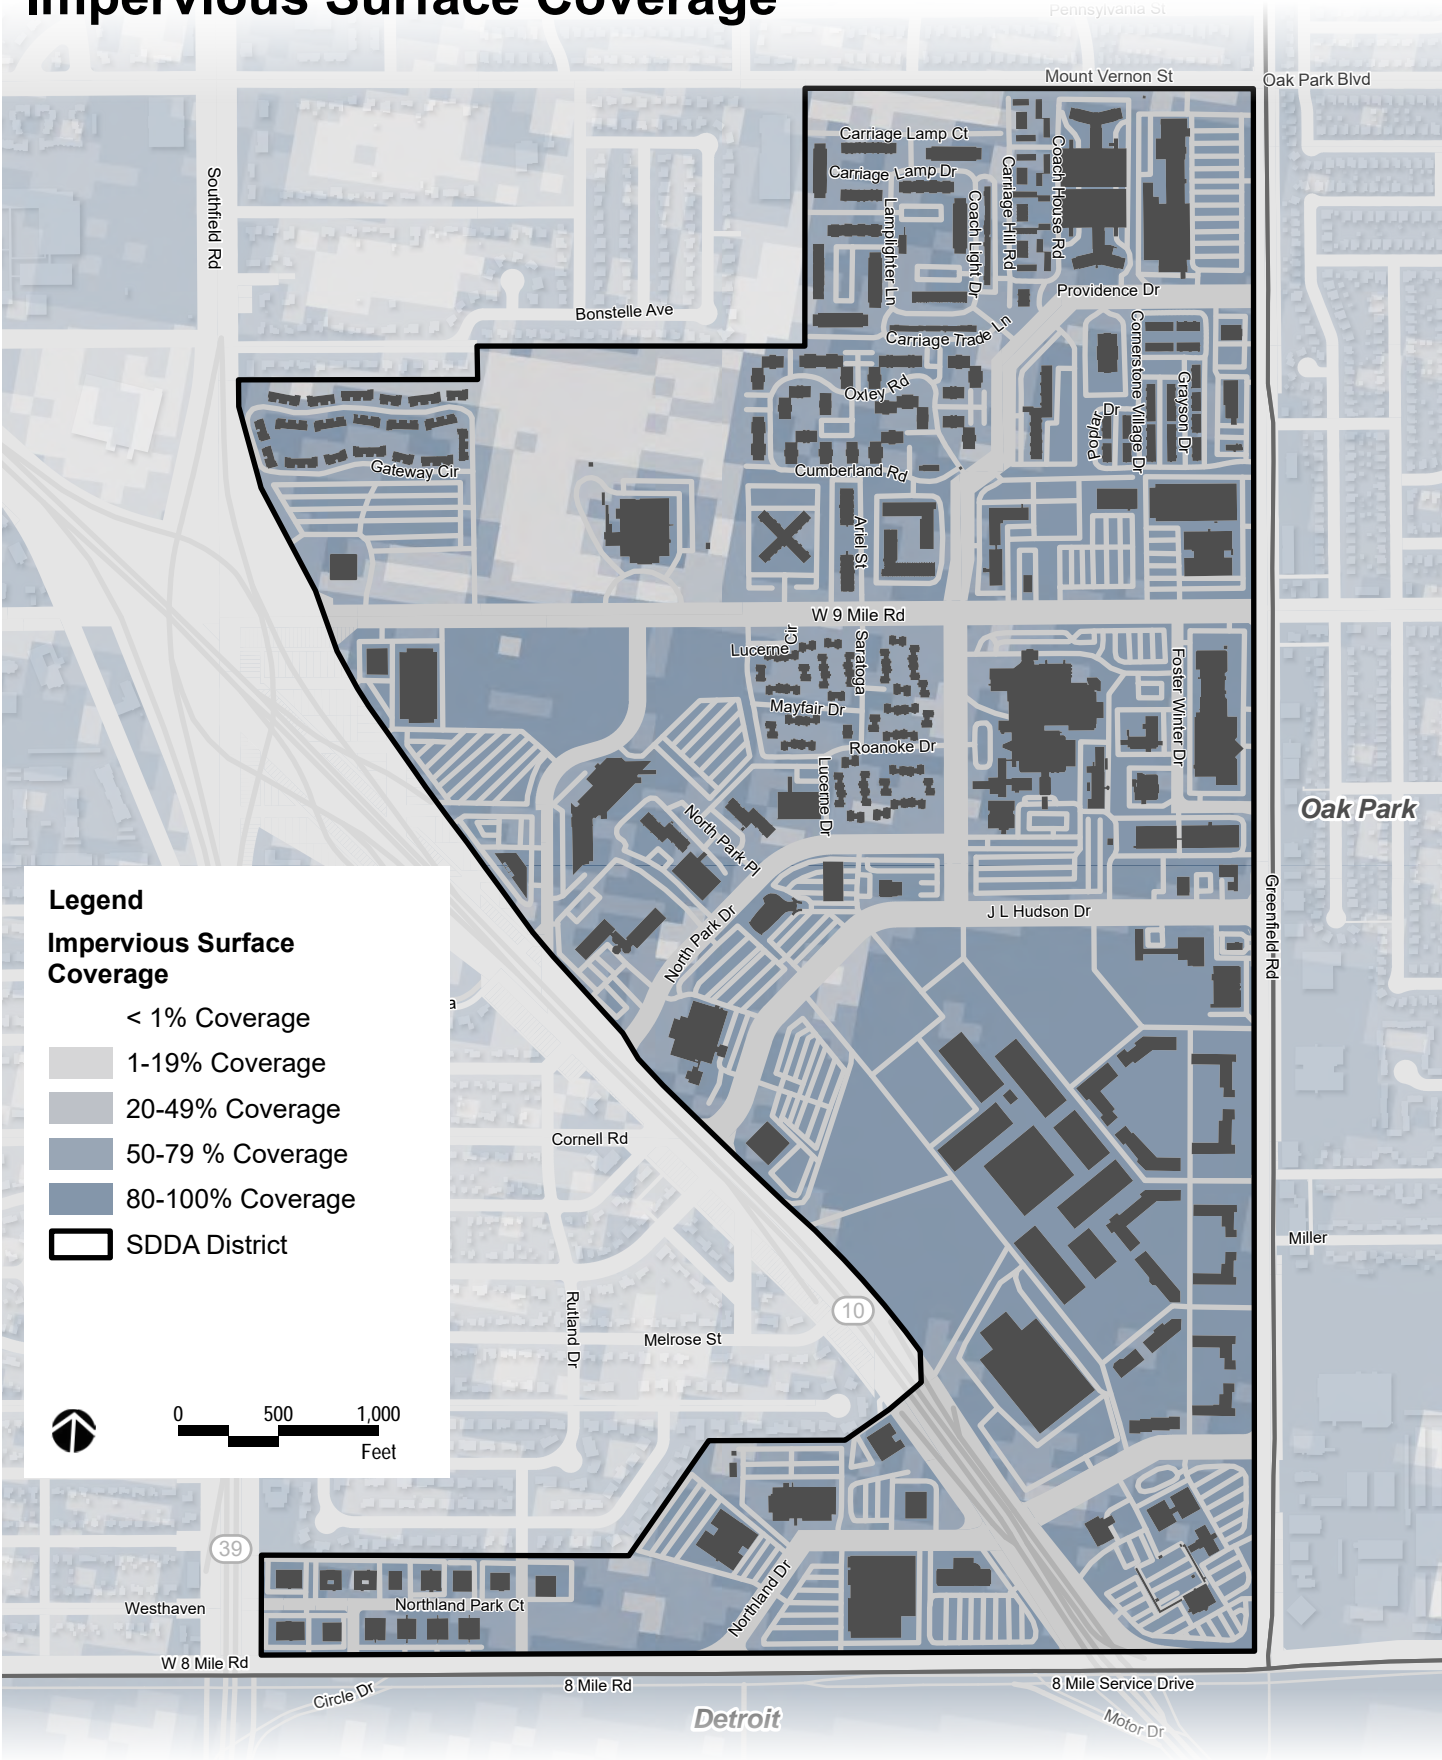 Impervious Surface Coverage
Pennsylvania St
Mount Vernon St
Oak Park Blvd
Southfield Rd
Carriage Lamp Ct
Carriage Lamp Dr
Lamplighter Ln
Coach Light Dr
Carriage Hill Rd
Coach House Rd
Providence Dr
Bonstelle Ave
Carriage Trade Ln
Cornerstone Village Dr
Grayson Dr
Poplar Dr
Oxley Rd
Cumberland Rd
Gateway Cir
Ariel St
W 9 Mile Rd
Lucerne Cir
Saratoga
Mayfair Dr
Roanoke Dr
Lucerne Dr
Foster Winter Dr
North Park Pl
Oak Park
North Park Dr
J L Hudson Dr
Greenfield Rd
Legend
Impervious Surface
Coverage
< 1% Coverage
1-19% Coverage
20-49% Coverage
50-79 % Coverage
80-100% Coverage
SDDA District
0 500 1,000
Feet
a
Cornell Rd
Miller
10
Rutland Dr
Melrose St
39
Westhaven
Northland Park Ct
Northland Dr
W 8 Mile Rd
8 Mile Rd
8 Mile Service Drive
Circle Dr
Detroit
Motor Dr